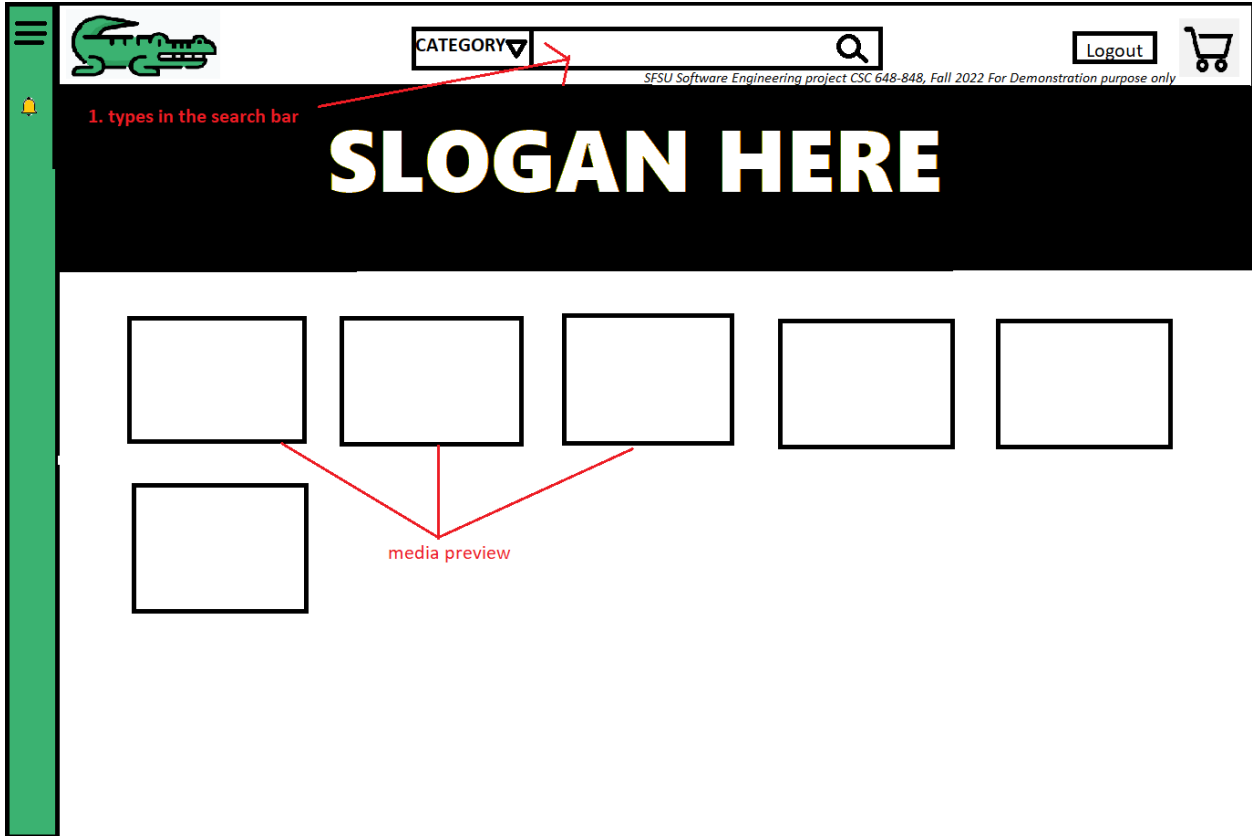 CATEGORY
Logout
SFSU Software Engineering project CSC 648-848, Fall 2022 For Demonstration purpose only
1. types in the search bar
SLOGAN HERE
media preview